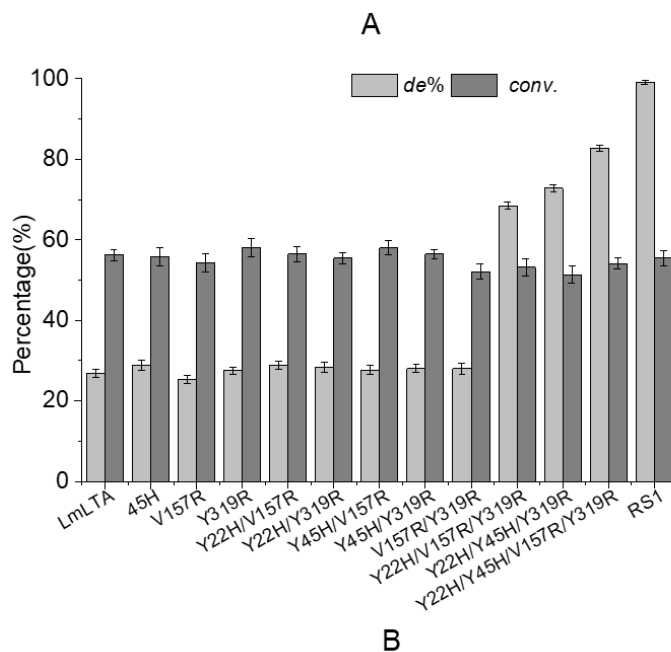 A
de% conv.
100
80
60
40
20
0
Percentage(%)
LmLTA
45H
V157R
Y319R
Y22H/V157R
Y22H/Y319R
Y45H/V157R
Y45H/Y319R
V157R/Y319R
Y22H/V157R/Y319R
Y22H/Y45H/Y319R
Y22H/Y45H/V157R/Y319R
RS1
B